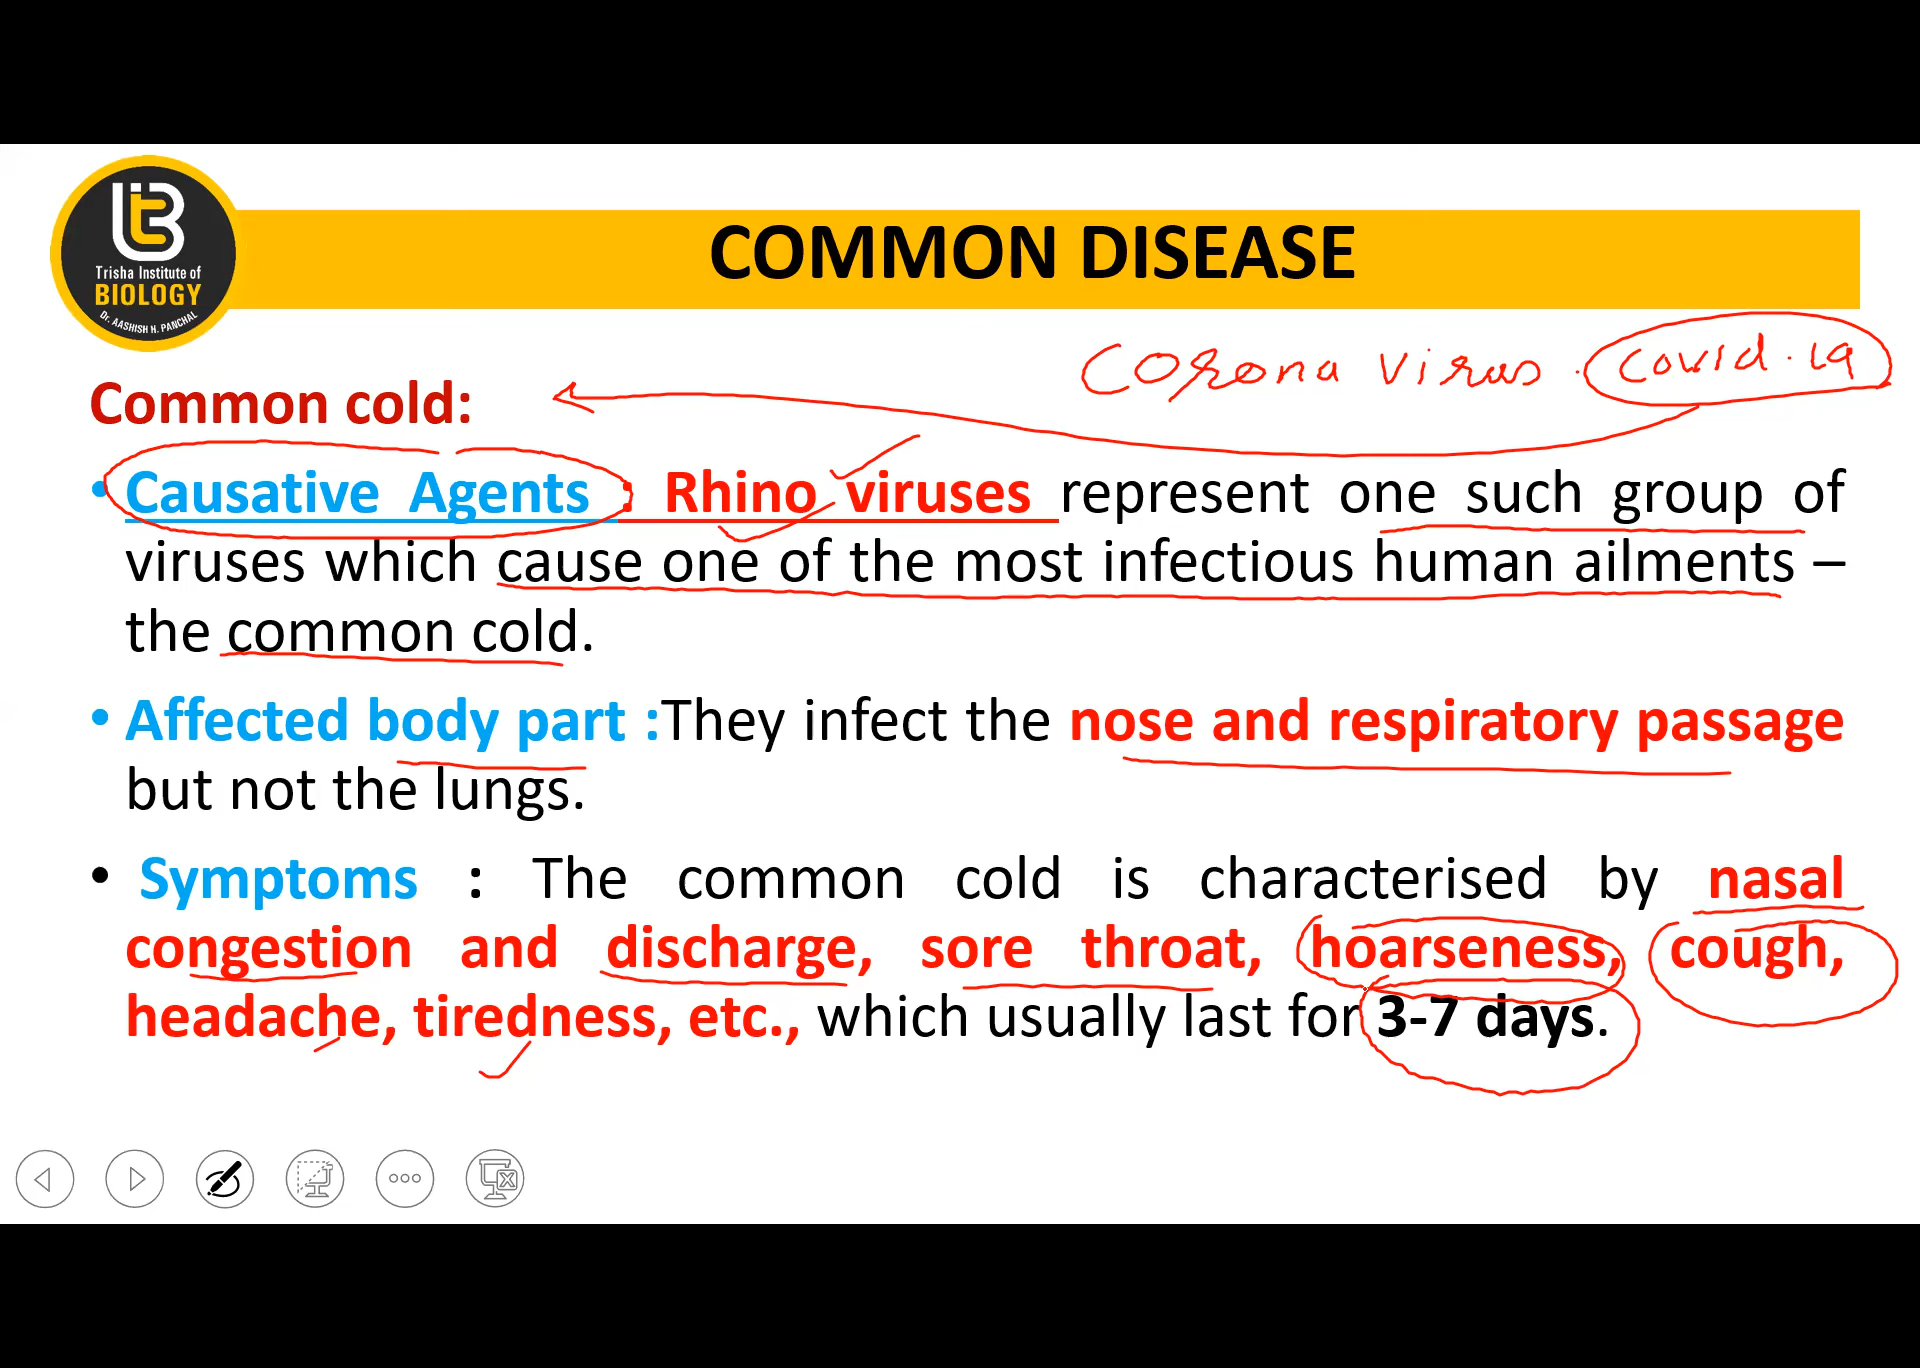 Trisha Institute of
BIOLOGY
Dr. AASHISH H. PANCHAL
COMMON DISEASE
Corona virus . Covid.19
Common cold:
• Causative Agents : Rhino viruses represent one such group of
viruses which cause one of the most infectious human ailments –
the common cold.
• Affected body part :They infect the nose and respiratory passage
but not the lungs.
• Symptoms : The common cold is characterised by nasal
congestion and discharge, sore throat, hoarseness, cough,
headache, tiredness, etc., which usually last for 3-7 days.